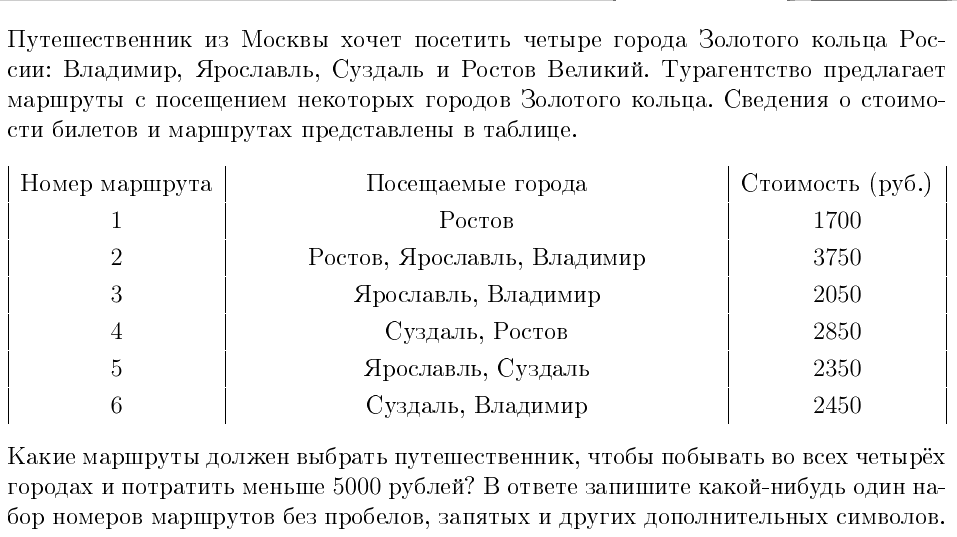 Путешественник из Москвы хочет посетить четыре города Золотого кольца Рос-
сии: Владимир, Ярославль, Суздаль и Ростов Великий. Турагентство предлагает
маршруты с посещением некоторых городов Золотого кольца. Сведения о стоимо-
сти билетов и маршрутах представлены в таблице.
Номер маршрута Посещаемые города Стоимость (руб.)
1 Ростов 1700
2 Ростов, Ярославль, Владимир 3750
3 Ярославль, Владимир 2050
4 Суздаль, Ростов 2850
5 Ярославль, Суздаль 2350
6 Суздаль, Владимир 2450
Какие маршруты должен выбрать путешественник, чтобы побывать во всех четырёх
городах и потратить меньше 5000 рублей? В ответе запишите какой-нибудь один на-
бор номеров маршрутов без пробелов, запятых и других дополнительных символов.